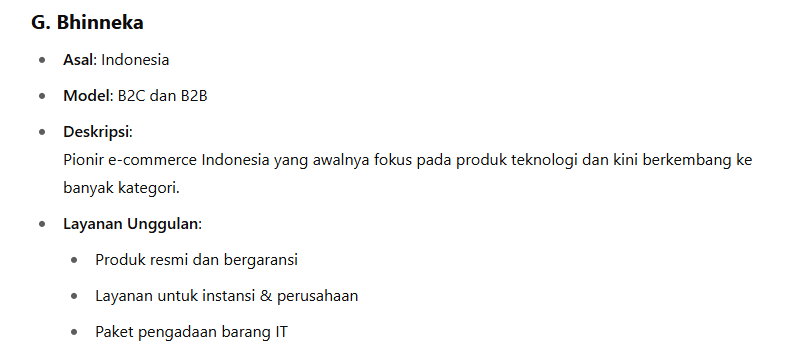 G. Bhinneka
Asal: Indonesia
Model: B2C dan B2B
Deskripsi:
Pionir e-commerce Indonesia yang awalnya fokus pada produk teknologi dan kini berkembang ke
banyak kategori.
Layanan Unggulan:
Produk resmi dan bergaransi
Layanan untuk instansi & perusahaan
Paket pengadaan barang IT